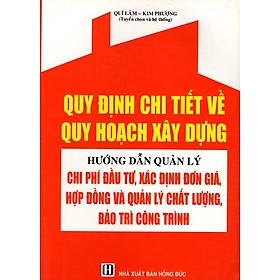 QUÍ LÂM - KIM PHƯỢNG
(Tuyển chọn và hệ thống)
QUY ĐỊNH CHI TIẾT VỀ
QUY HOẠCH XÂY DỰNG
HƯỚNG DẪN QUẢN LÝ
CHI PHÍ ĐẦU TƯ, XÁC ĐỊNH ĐƠN GIÁ,
HỢP ĐỒNG VÀ QUẢN LÝ CHẤT LƯỢNG,
BẢO TRÌ CÔNG TRÌNH
NHÀ XUẤT BẢN HỒNG ĐỨC